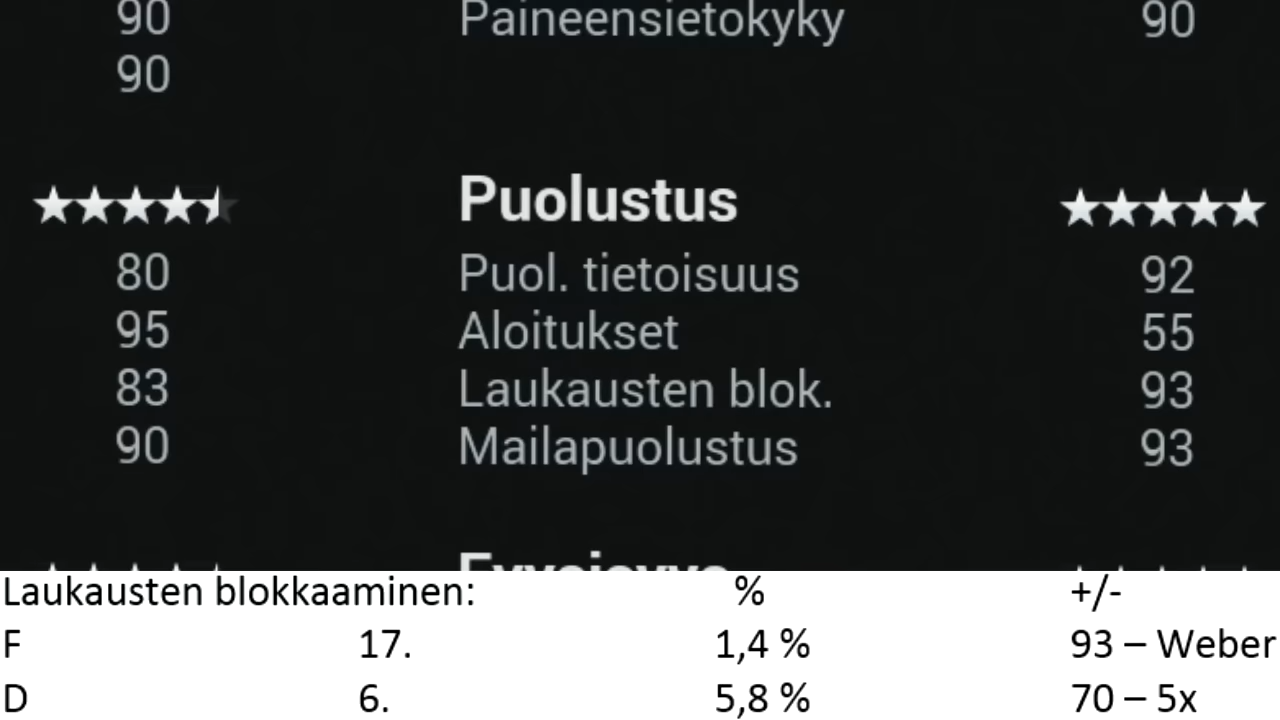 90 Paineensietokyky 90
90
Puolustus
80 Puol. tietoisuus 92
95 Aloitukset 55
83 Laukausten blok. 93
90 Mailapuolustus 93
Laukausten blokkaaminen: % +/-
F 17. 1,4 % 93 – Weber
D 6. 5,8 % 70 – 5x